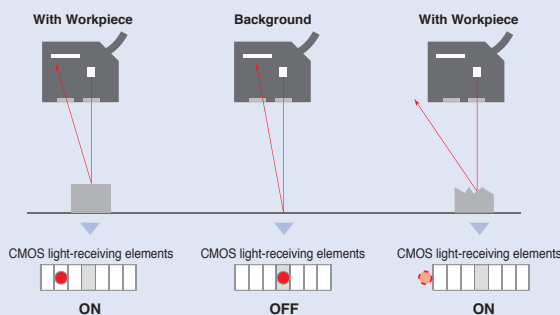 With Workpiece
Background
With Workpiece
CMOS light-receiving elements
CMOS light-receiving elements
CMOS light-receiving elements
ON
OFF
ON